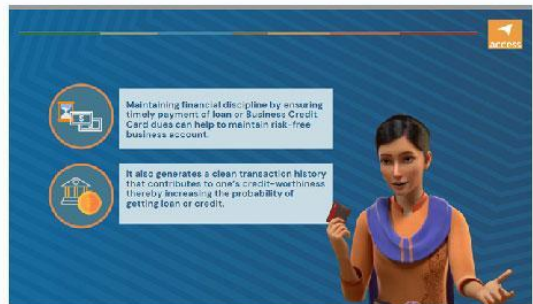 access
Maintaining financial discipline by ensuring
timely payment of loan or Business Credit
Card dues can help to maintain risk-free
business account.
It also generates a clean transaction history
that contributes to one's credit-worthiness
thereby increasing the probability of
getting loan or credit.